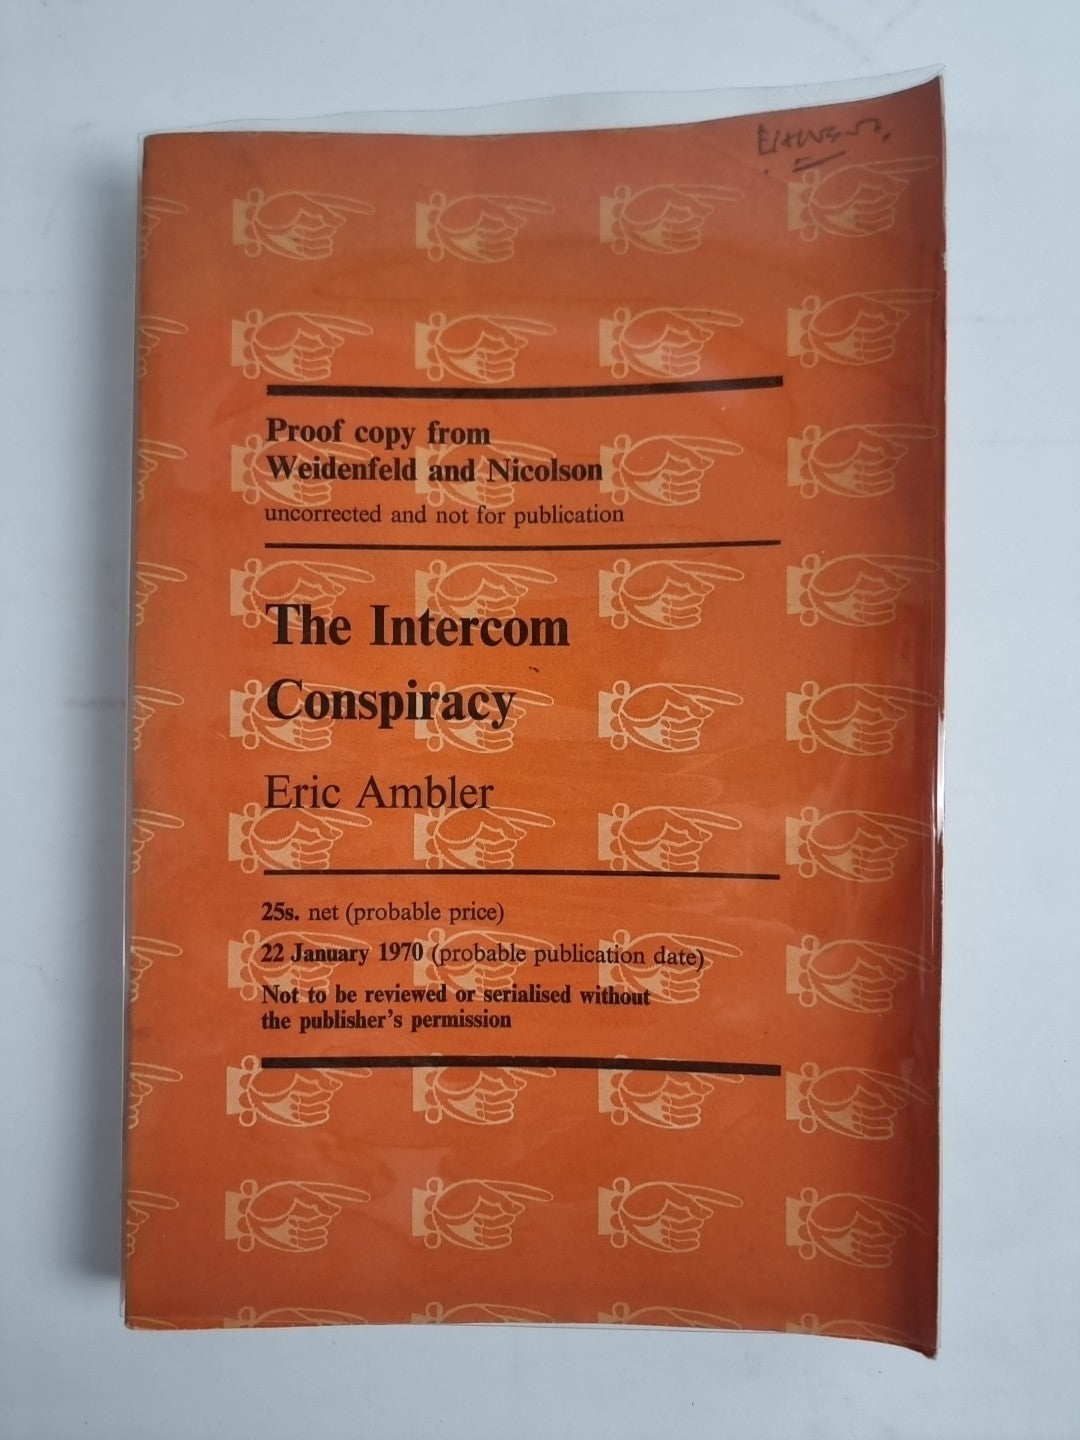 Proof copy from
Weidenfeld and Nicolson
uncorrected and not for publication
The Intercom
Conspiracy
Eric Ambler
25s. net (probable price)
22 January 1970 (probable publication date)
Not to be reviewed or serialised without
the publisher's permission